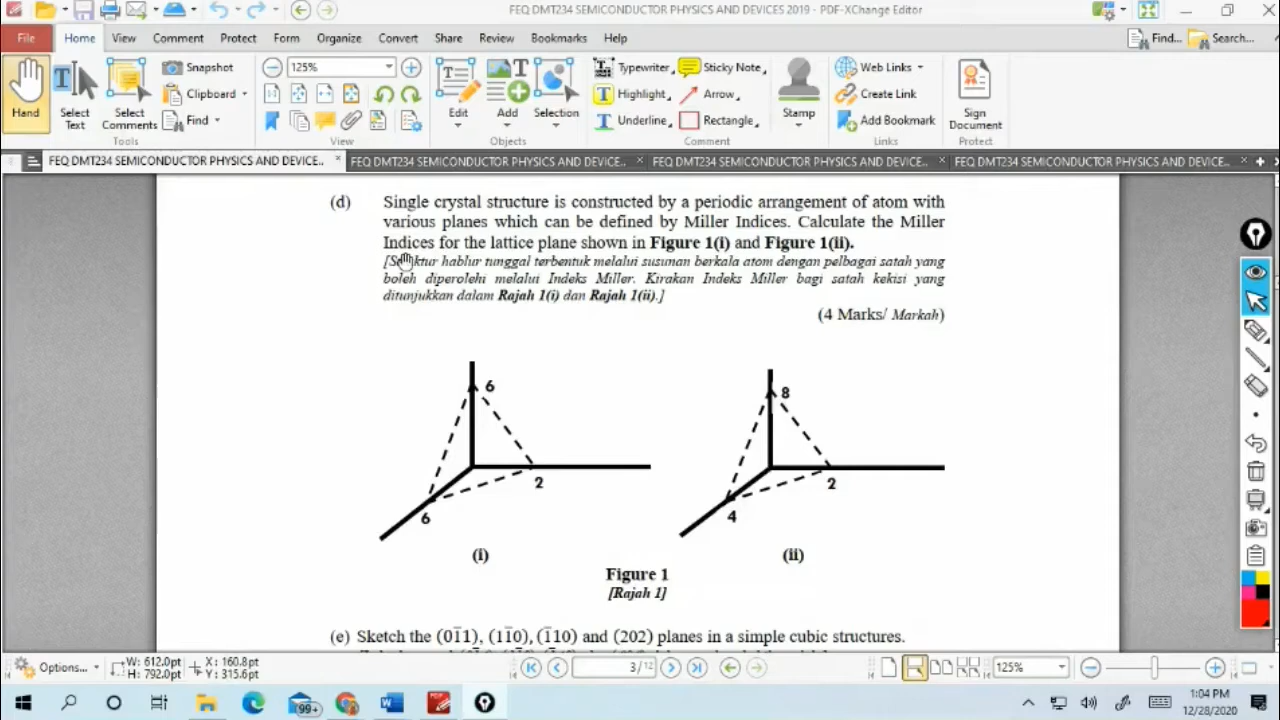 FEQ DMT234 SEMICONDUCTOR PHYSICS AND DEVICES 2019 - PDF-XChange Editor
File Home View Comment Protect Form Organize Convert Share Review Bookmarks Help Find... Search...
Hand
Select Text
Select Comments
Snapshot
Clipboard
Find
Tools
125%
View
Edit
Add
Selection
Objects
Typewriter
Highlight
Underline
Sticky Note
Arrow
Rectangle
Stamp
Comment
Web Links
Create Link
Add Bookmark
Links
Sign Document
Protect
FEQ DMT234 SEMICONDUCTOR PHYSICS AND DEVICE... FEQ DMT234 SEMICONDUCTOR PHYSICS AND DEVICE... FEQ DMT234 SEMICONDUCTOR PHYSICS AND DEVICE... FEQ DMT234 SEMICONDUCTOR PHYSICS AND DEVICE...
(d) Single crystal structure is constructed by a periodic arrangement of atom with
various planes which can be defined by Miller Indices. Calculate the Miller
Indices for the lattice plane shown in Figure 1(i) and Figure 1(ii).
hablur tunggal terbentuk melalui susunan berkala atom dengan pelbagai satah yang
boleh diperolehi melalui Indeks Miller. Kirakan Indeks Miller bagi satah kekisi yang
ditunjukkan dalam Rajah 1(i) dan Rajah 1(ii).]
(4 Marks/ Markah)
6
2
6
(i)
8
2
4
(ii)
Figure 1
[Rajah 1]
(e) Sketch the (01̄1), (11̄0), (1̄10) and (202) planes in a simple cubic structures.
Options...
W: 612.0pt
H: 792.0pt
X: 160.8pt
Y: 315.6pt
3/12
125%
99+
1:04 PM
12/28/2020